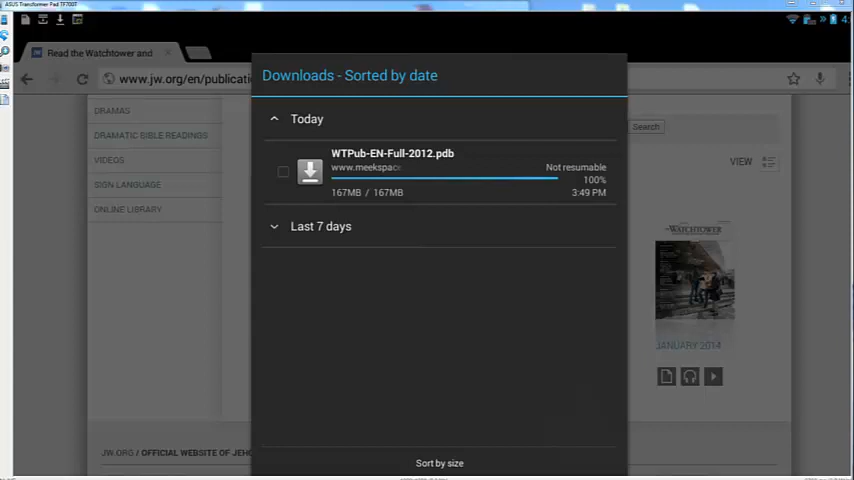 ASUS Transformer Pad TF700T
Read the Watchtower and
www.jw.org/en/publicati
Downloads - Sorted by date
Today
WTPub-EN-Full-2012.pdb
www.meekspace
Not resumable
100%
167MB / 167MB
3:49 PM
Last 7 days
Sort by size
DRAMAS
DRAMATIC BIBLE READINGS
VIDEOS
SIGN LANGUAGE
ONLINE LIBRARY
Search
VIEW
WATCHTOWER
JANUARY 2014
JW.ORG / OFFICIAL WEBSITE OF JEHO